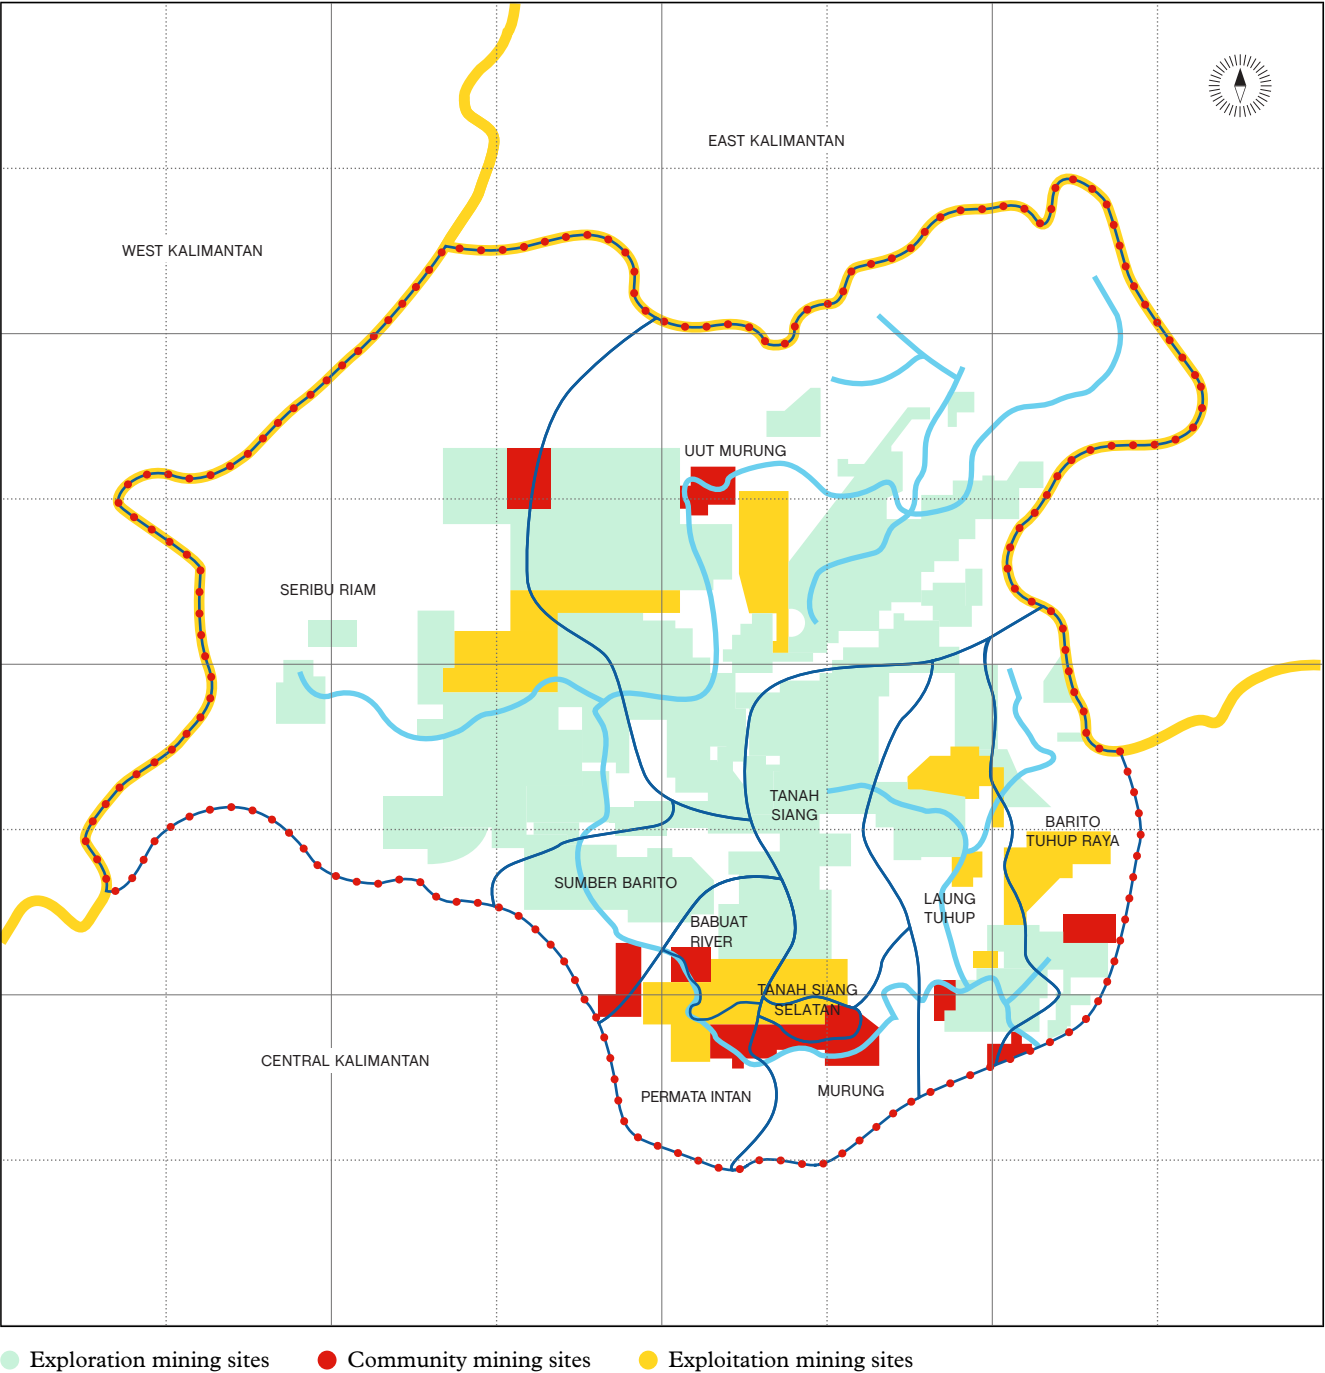 EAST KALIMANTAN
WEST KALIMANTAN
UUT MURUNG
SERIBU RIAM
TANAH
SIANG
BARITO
TUHUP RAYA
SUMBER BARITO
LAUNG
TUHUP
BABUAT
RIVER
TANAH SIANG
SELATAN
CENTRAL KALIMANTAN
PERMATA INTAN
MURUNG
Exploration mining sites
Community mining sites
Exploitation mining sites